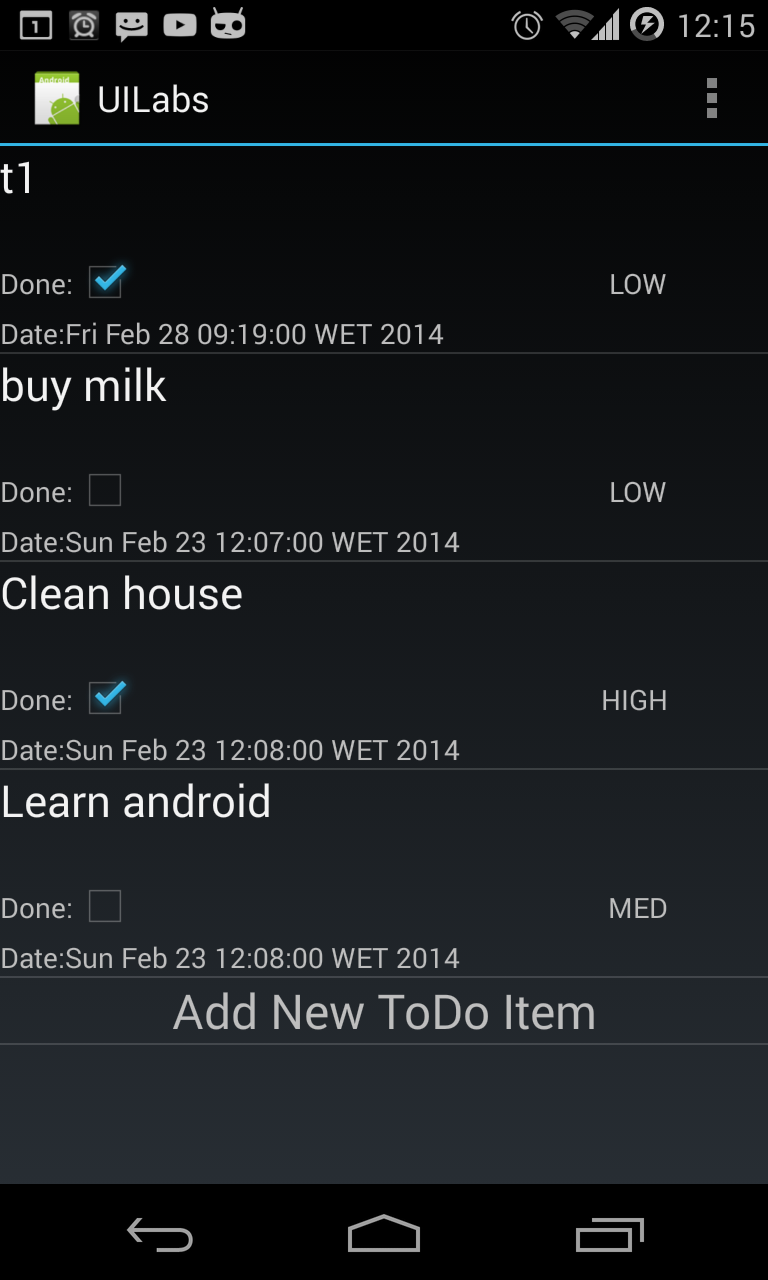 1
12:15
Android
UILabs
t1
Done:
LOW
Date:Fri Feb 28 09:19:00 WET 2014
buy milk
Done:
LOW
Date:Sun Feb 23 12:07:00 WET 2014
Clean house
Done:
HIGH
Date:Sun Feb 23 12:08:00 WET 2014
Learn android
Done:
MED
Date:Sun Feb 23 12:08:00 WET 2014
Add New ToDo Item